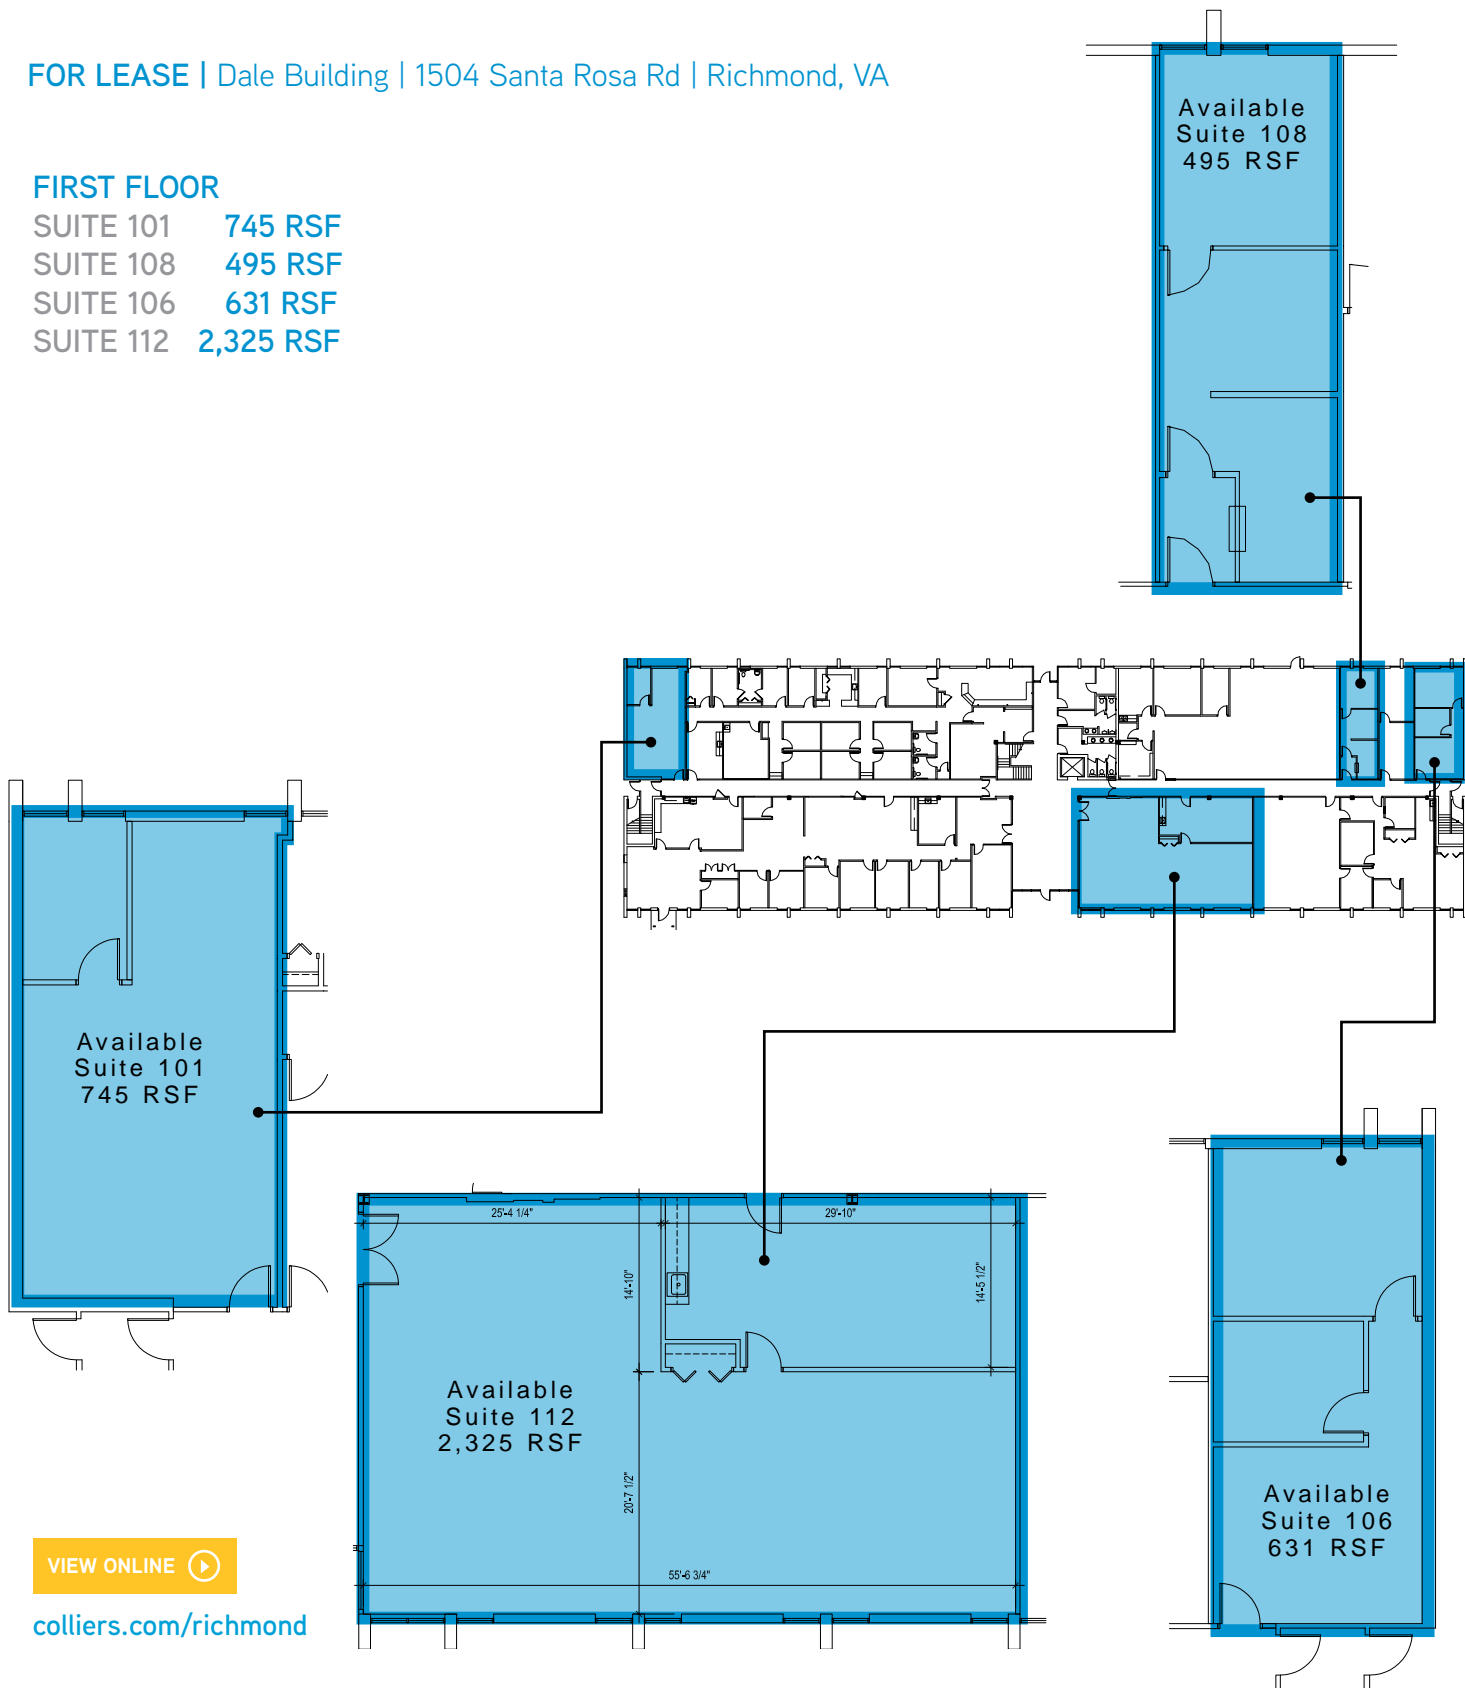 FOR LEASE | Dale Building | 1504 Santa Rosa Rd | Richmond, VA
FIRST FLOOR
SUITE 101 745 RSF
SUITE 108 495 RSF
SUITE 106 631 RSF
SUITE 112 2,325 RSF
Available
Suite 108
495 RSF
Available
Suite 101
745 RSF
25'-4 1/4"
29'-10"
14'-10"
14'-5 1/2"
Available
Suite 112
2,325 RSF
20'-7 1/2"
55'-6 3/4"
Available
Suite 106
631 RSF
VIEW ONLINE
colliers.com/richmond